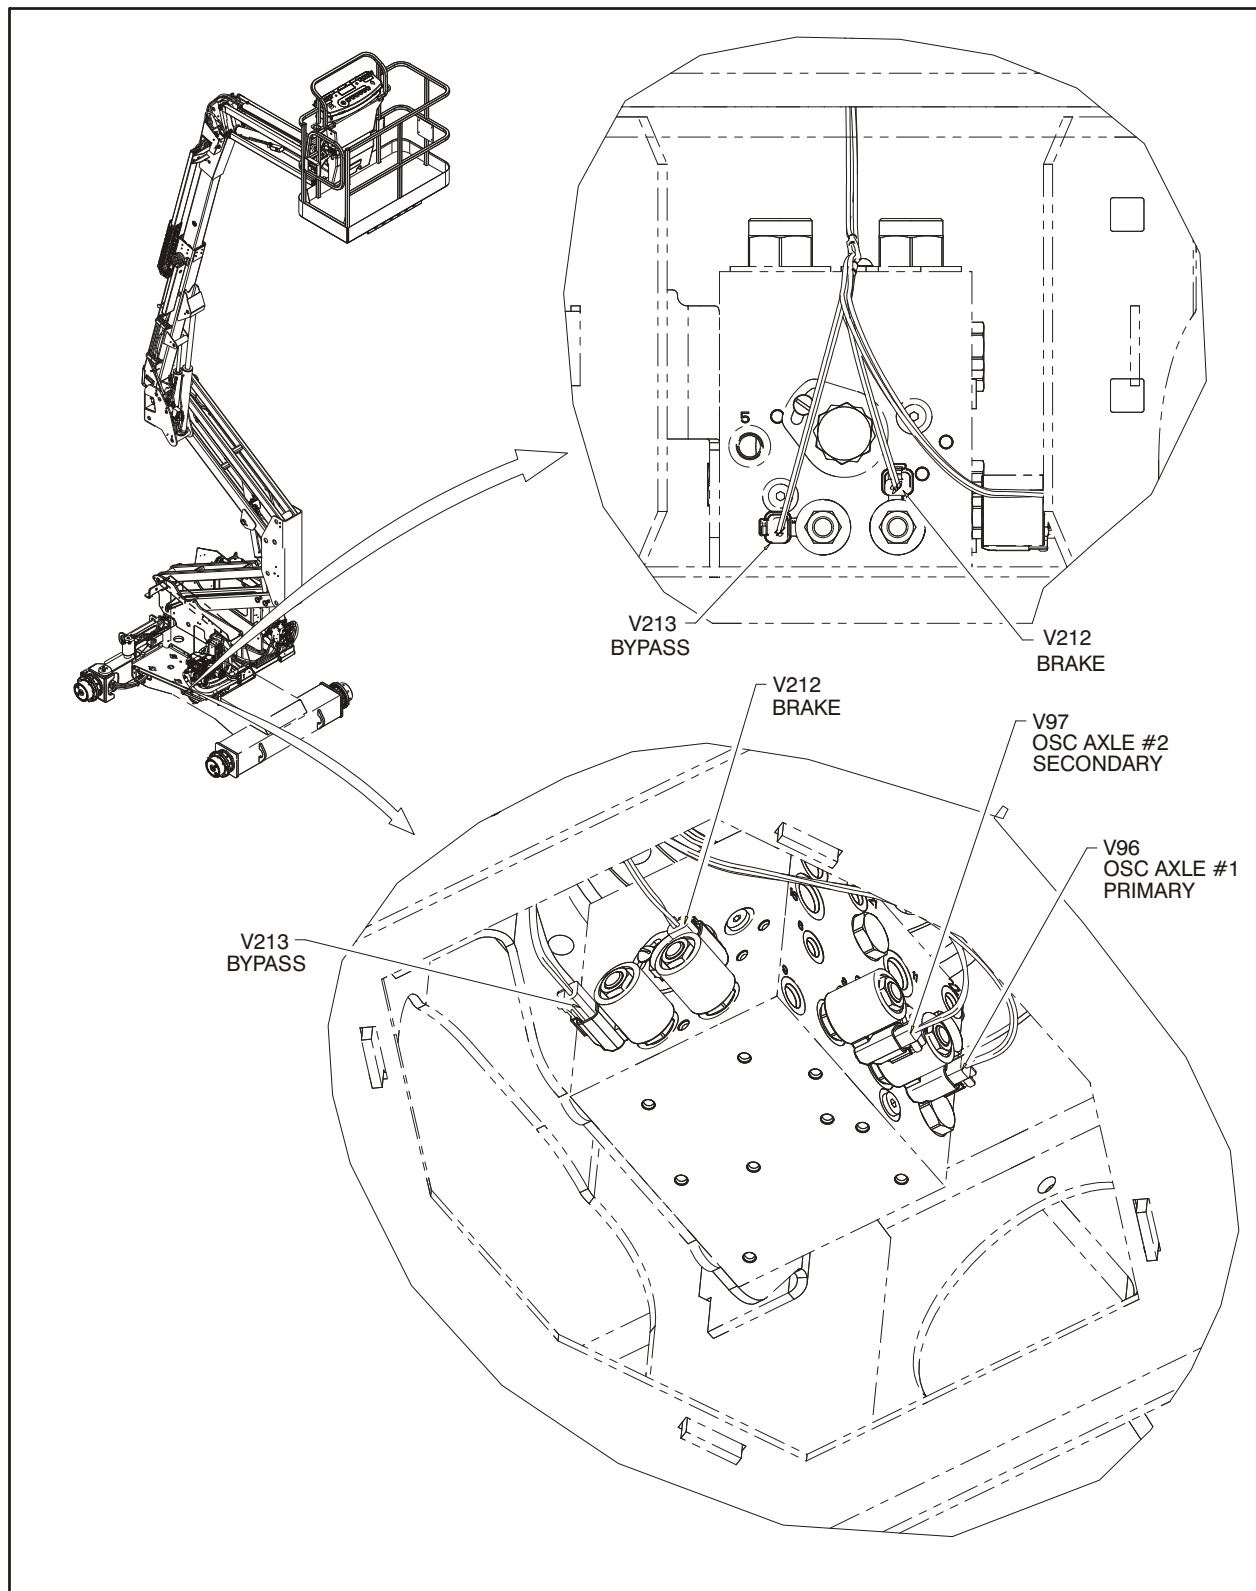 5
V213
BYPASS
V212
BRAKE
V212
BRAKE
V97
OSC AXLE #2
SECONDARY
V96
OSC AXLE #1
PRIMARY
V213
BYPASS